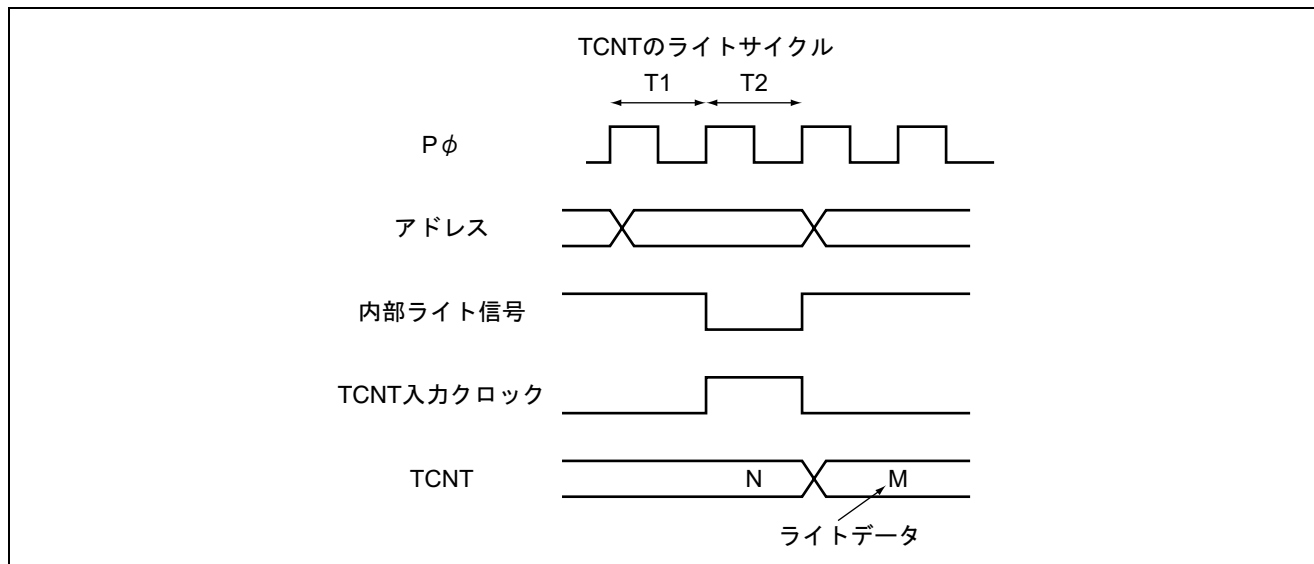 TCNTのライトサイクル
T1 T2
Pφ
アドレス
内部ライト信号
TCNT入力クロック
TCNT N M
ライトデータ